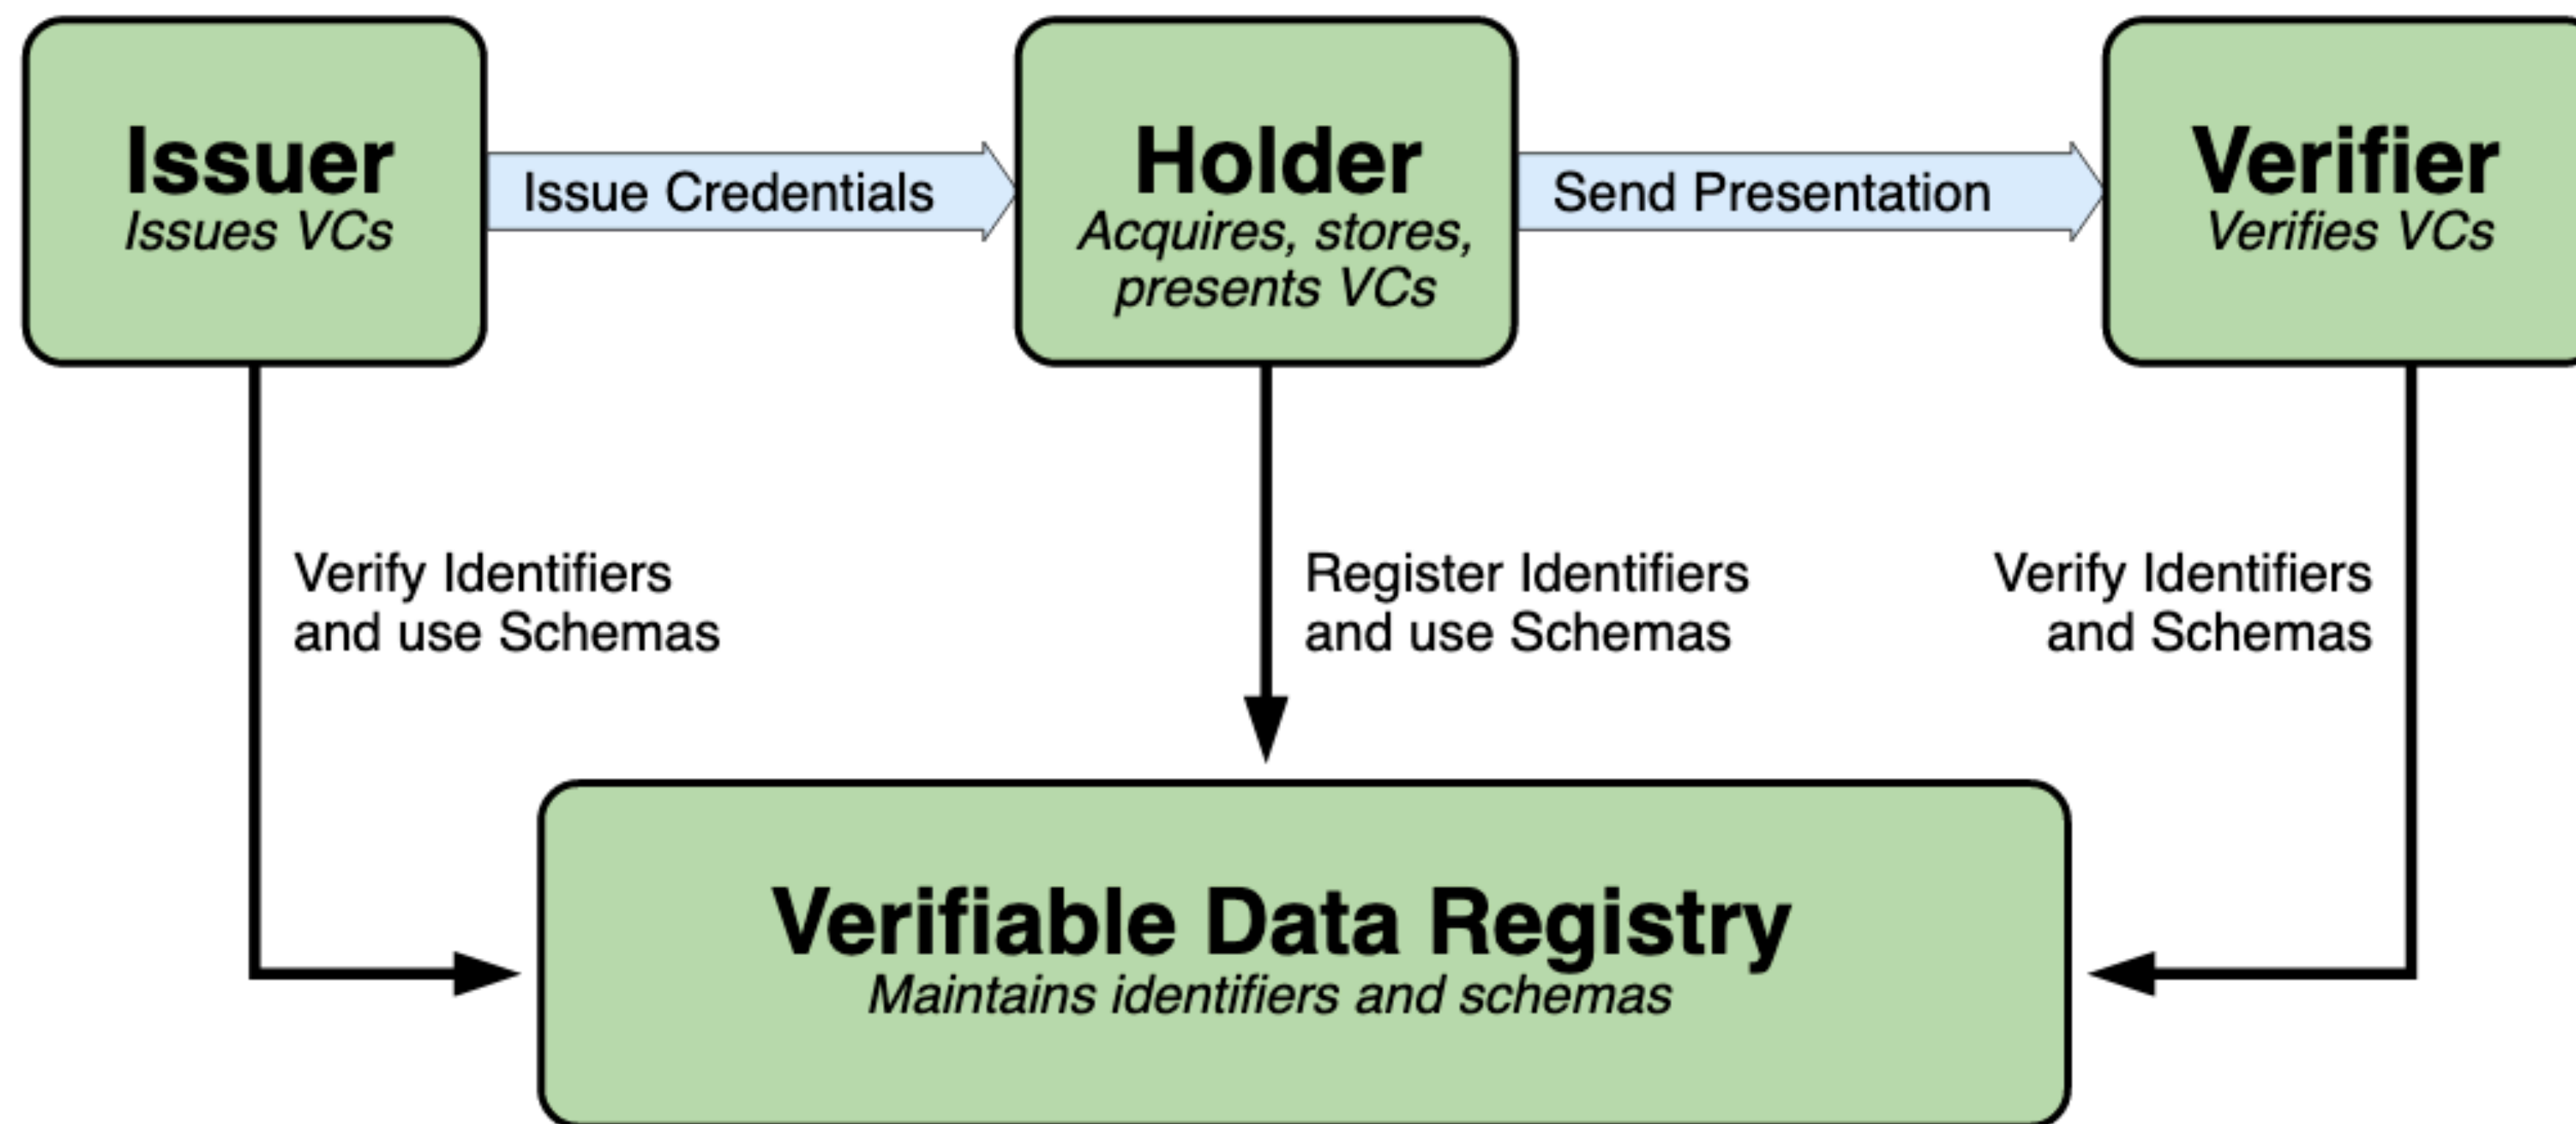 Issuer
Issues VCs
Issue Credentials
Holder
Acquires, stores,
presents VCs
Send Presentation
Verifier
Verifies VCs
Verify Identifiers
and use Schemas
Register Identifiers
and use Schemas
Verify Identifiers
and Schemas
Verifiable Data Registry
Maintains identifiers and schemas